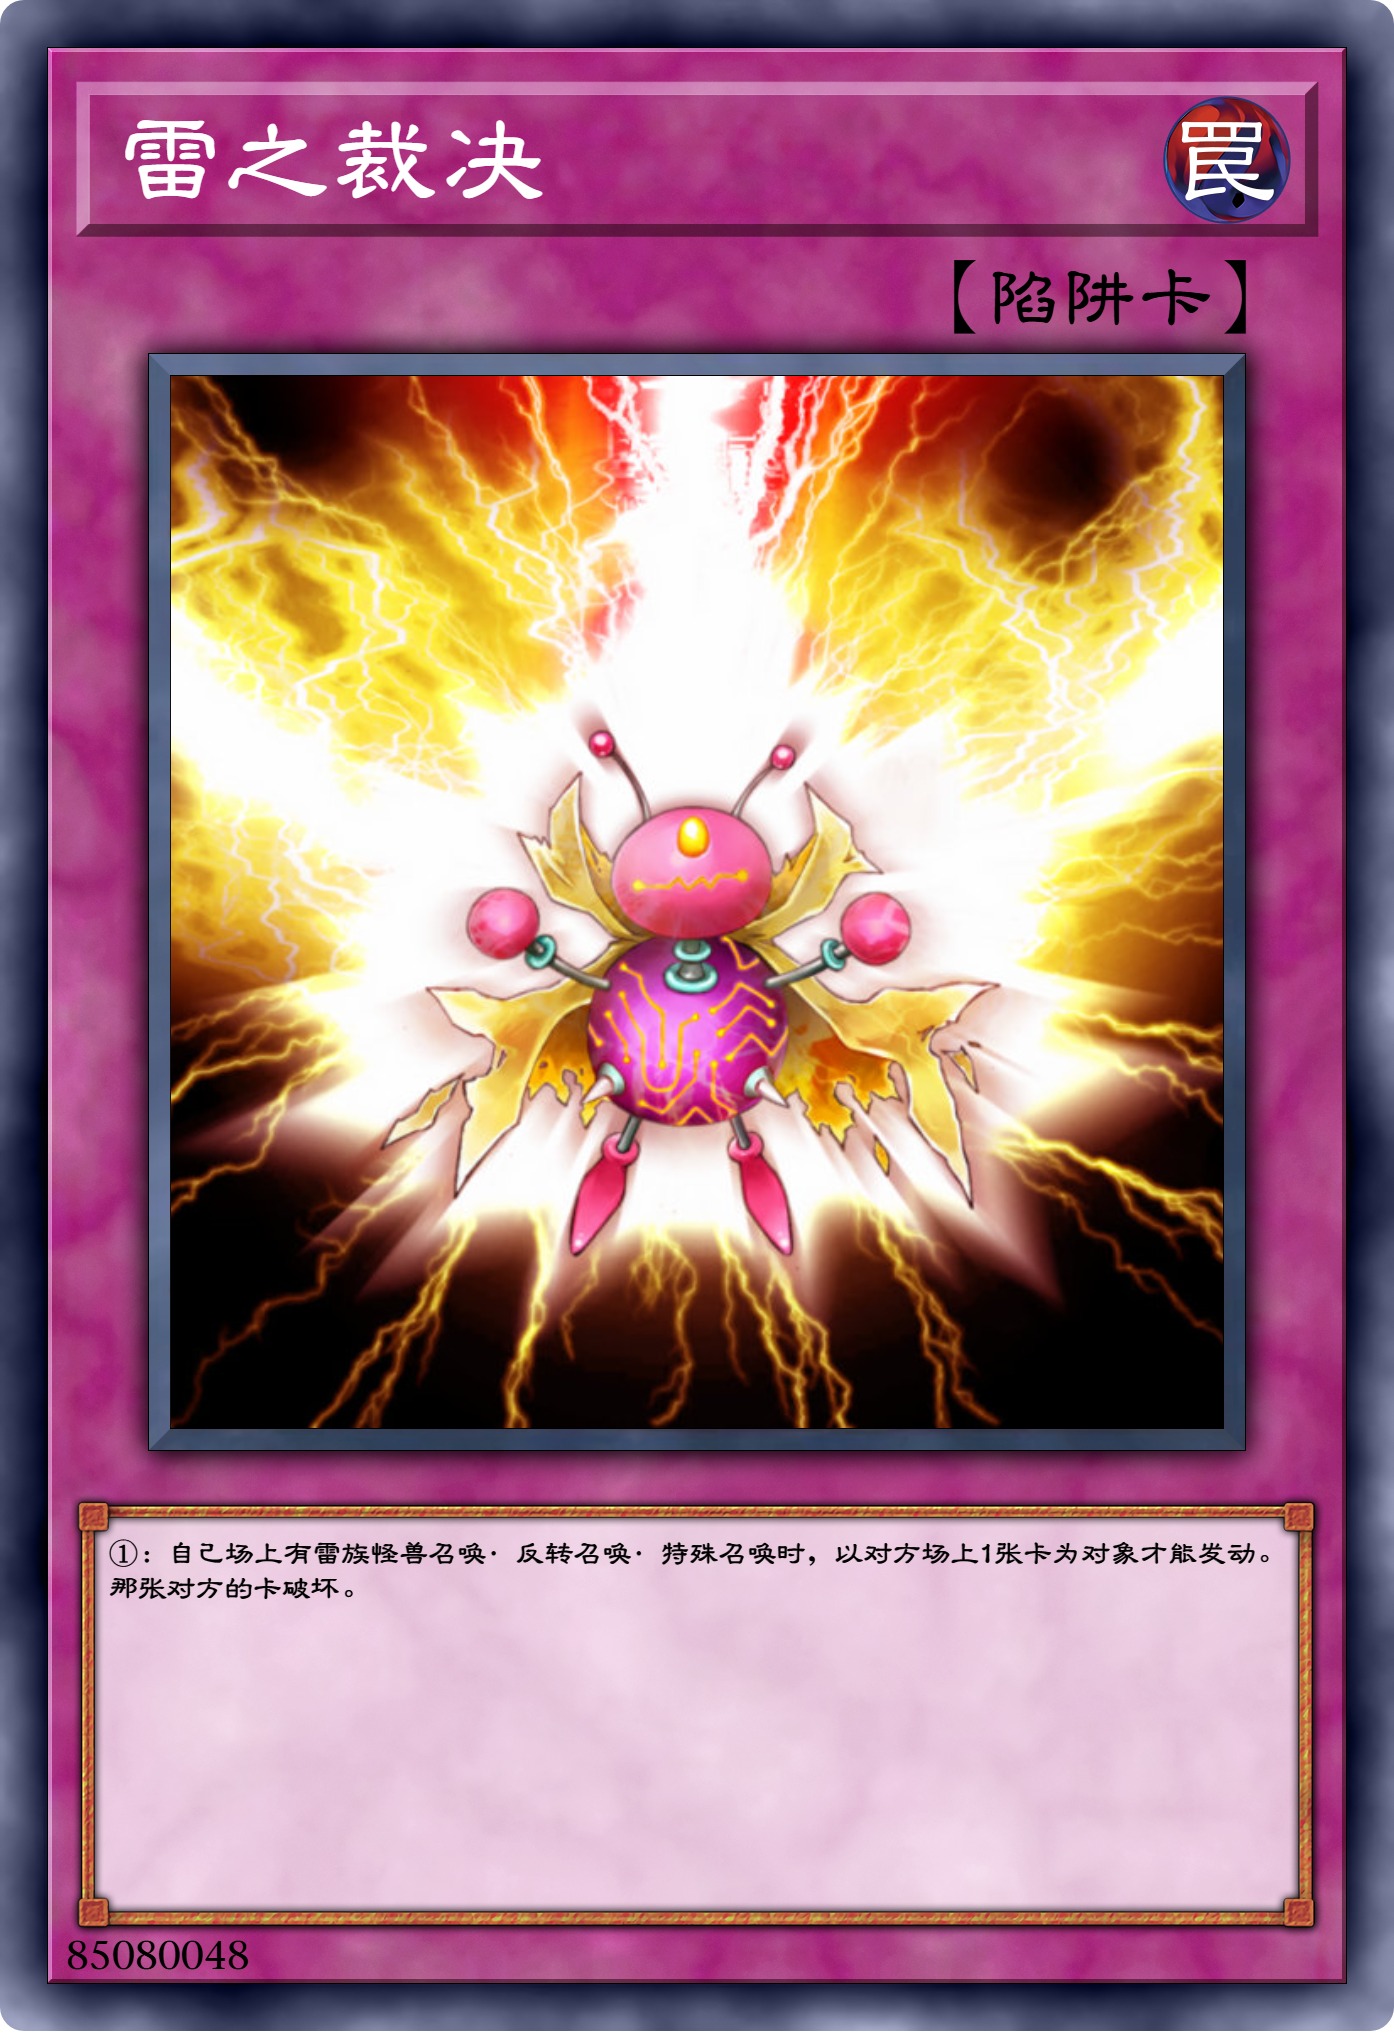 雷之裁决
罠
【陷阱卡】
①：自己场上有雷族怪兽召唤·反转召唤·特殊召唤时，以对方场上1张卡为对象才能发动。
那张对方的卡破坏。
85080048